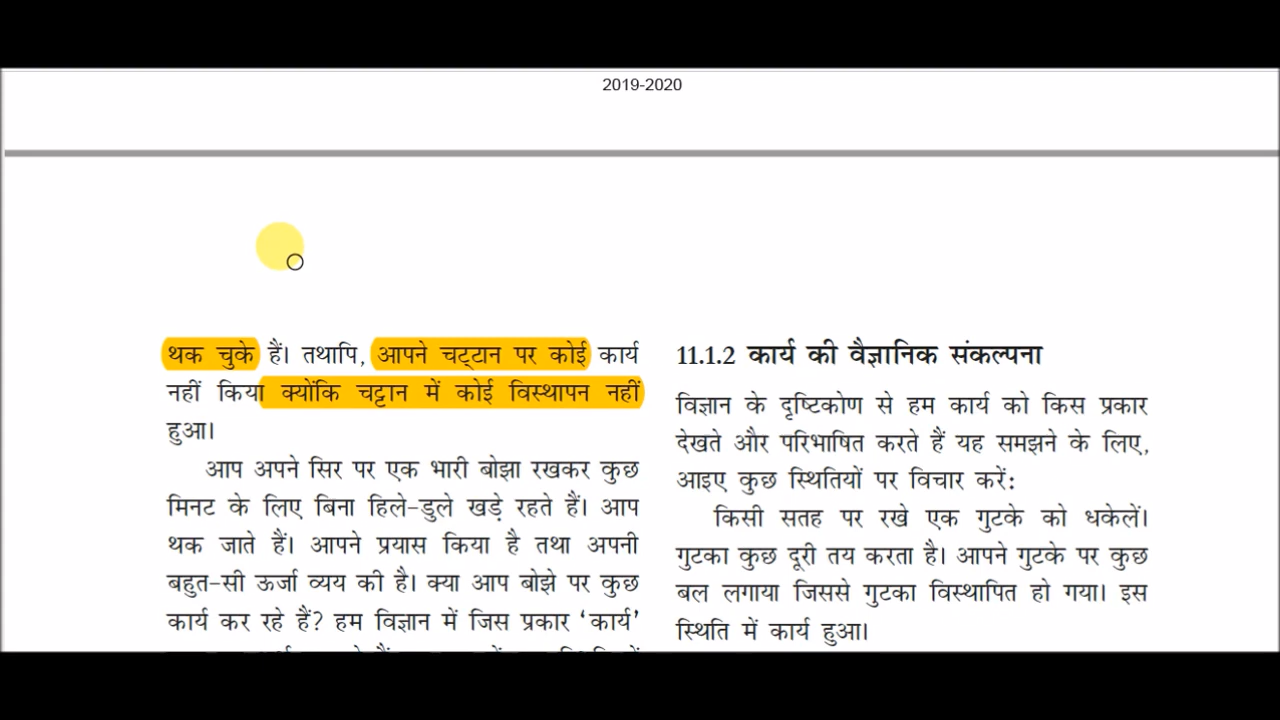 2019-2020
थक चुके हैं। तथापि, आपने चट्टान पर कोई कार्य
नहीं किया क्योंकि चट्टान में कोई विस्थापन नहीं
हुआ।
आप अपने सिर पर एक भारी बोझा रखकर कुछ
मिनट के लिए बिना हिले-डुले खड़े रहते हैं। आप
थक जाते हैं। आपने प्रयास किया है तथा अपनी
बहुत-सी ऊर्जा व्यय की है। क्या आप बोझे पर कुछ
कार्य कर रहे हैं? हम विज्ञान में जिस प्रकार ‘कार्य’
11.1.2 कार्य की वैज्ञानिक संकल्पना
विज्ञान के दृष्टिकोण से हम कार्य को किस प्रकार
देखते और परिभाषित करते हैं यह समझने के लिए,
आइए कुछ स्थितियों पर विचार करें:
किसी सतह पर रखे एक गुटके को धकेलें।
गुटका कुछ दूरी तय करता है। आपने गुटके पर कुछ
बल लगाया जिससे गुटका विस्थापित हो गया। इस
स्थिति में कार्य हुआ।